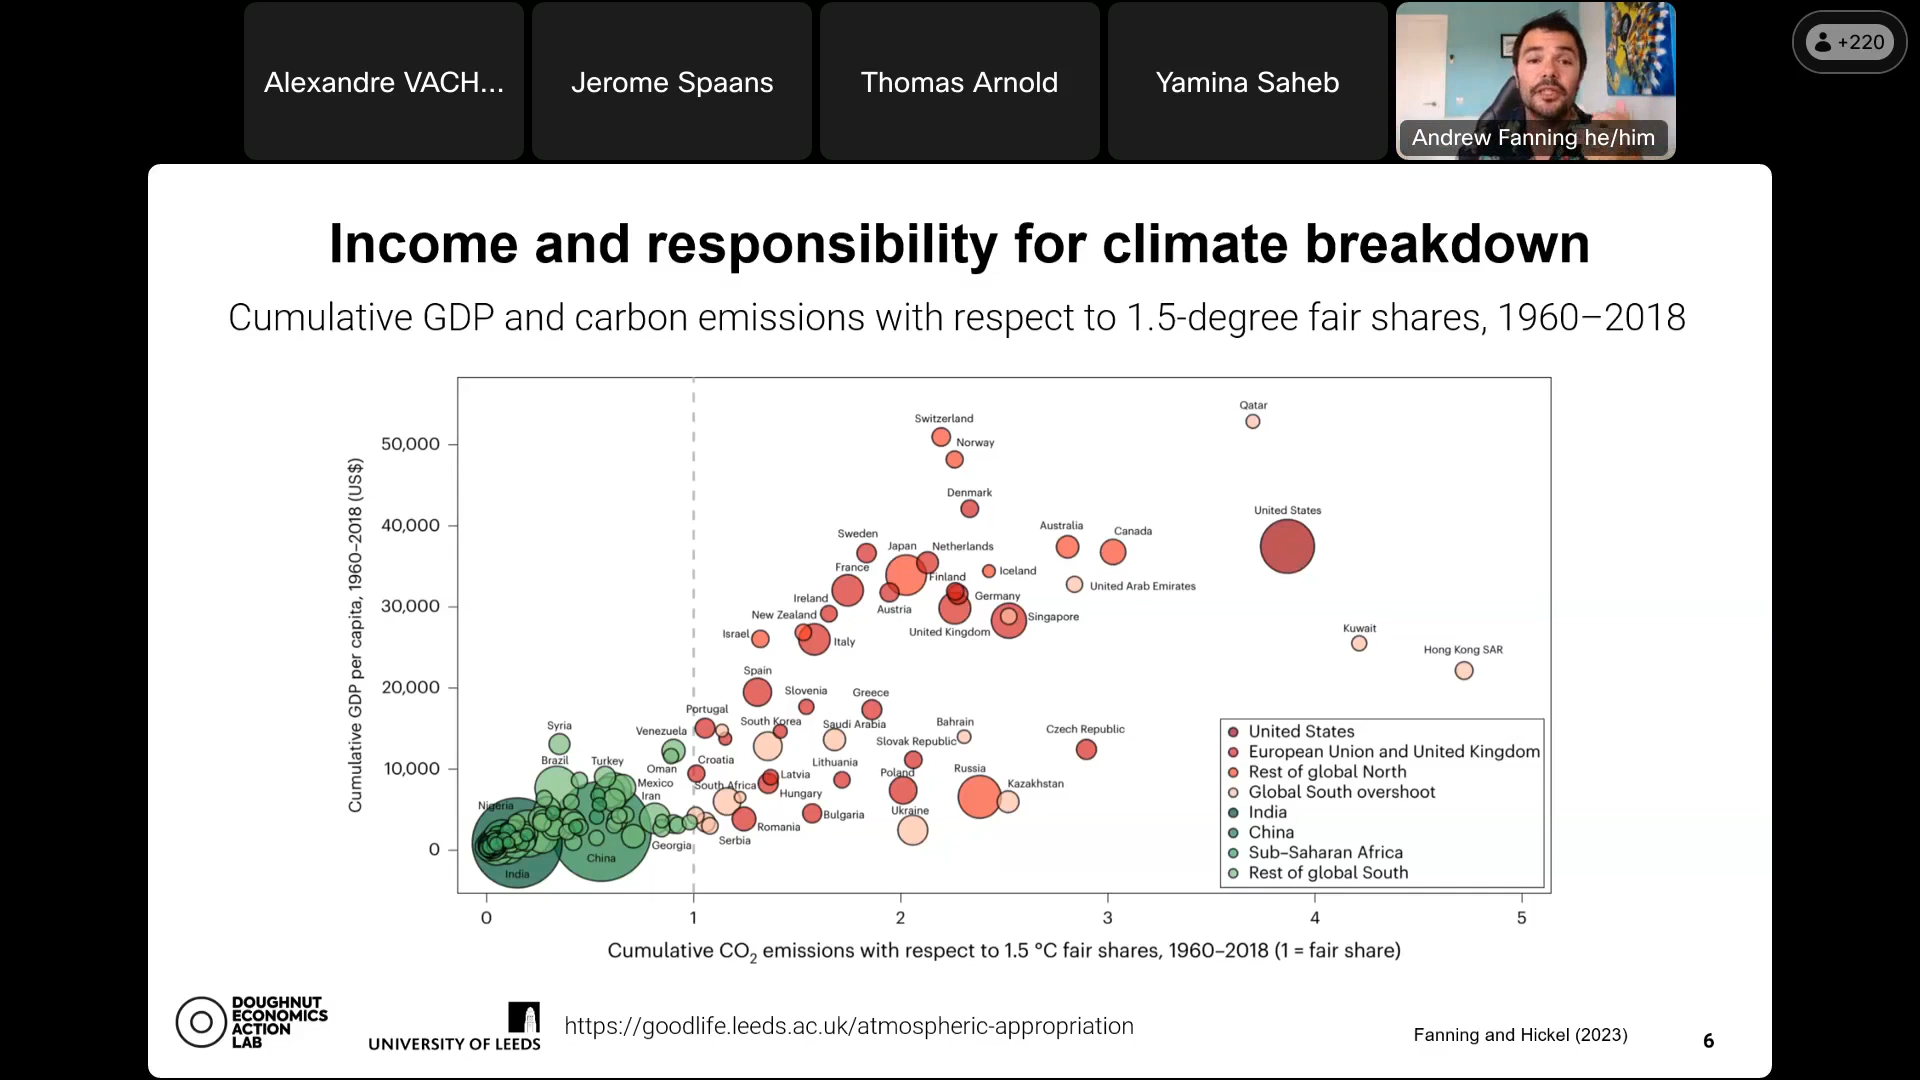 Alexandre VACH...
Jerome Spaans
Thomas Arnold
Yamina Saheb
Andrew Fanning he/him
+220
Income and responsibility for climate breakdown
Cumulative GDP and carbon emissions with respect to 1.5-degree fair shares, 1960–2018
Cumulative GDP per capita, 1960–2018 (US$)
50,000
40,000
30,000
20,000
10,000
0
Qatar
Switzerland
Norway
Denmark
United States
Australia
Canada
Sweden
Japan
Netherlands
France
Finland
Iceland
United Arab Emirates
Ireland
Austria
Germany
New Zealand
Singapore
Israel
Italy
United Kingdom
Kuwait
Hong Kong SAR
Spain
Slovenia
Greece
Portugal
South Korea
Saudi Arabia
Bahrain
Czech Republic
Syria
Venezuela
Slovak Republic
Brazil
Turkey
Oman
Croatia
Lithuania
Mexico
Latvia
Poland
Russia
Iran
South Africa
Hungary
Kazakhstan
Nigeria
Bulgaria
Ukraine
Romania
Georgia
Serbia
China
India
United States
European Union and United Kingdom
Rest of global North
Global South overshoot
India
China
Sub–Saharan Africa
Rest of global South
0
1
2
3
4
5
Cumulative CO₂ emissions with respect to 1.5 °C fair shares, 1960–2018 (1 = fair share)
DOUGHNUT
ECONOMICS
ACTION
LAB
UNIVERSITY OF LEEDS
https://goodlife.leeds.ac.uk/atmospheric-appropriation
Fanning and Hickel (2023)
6